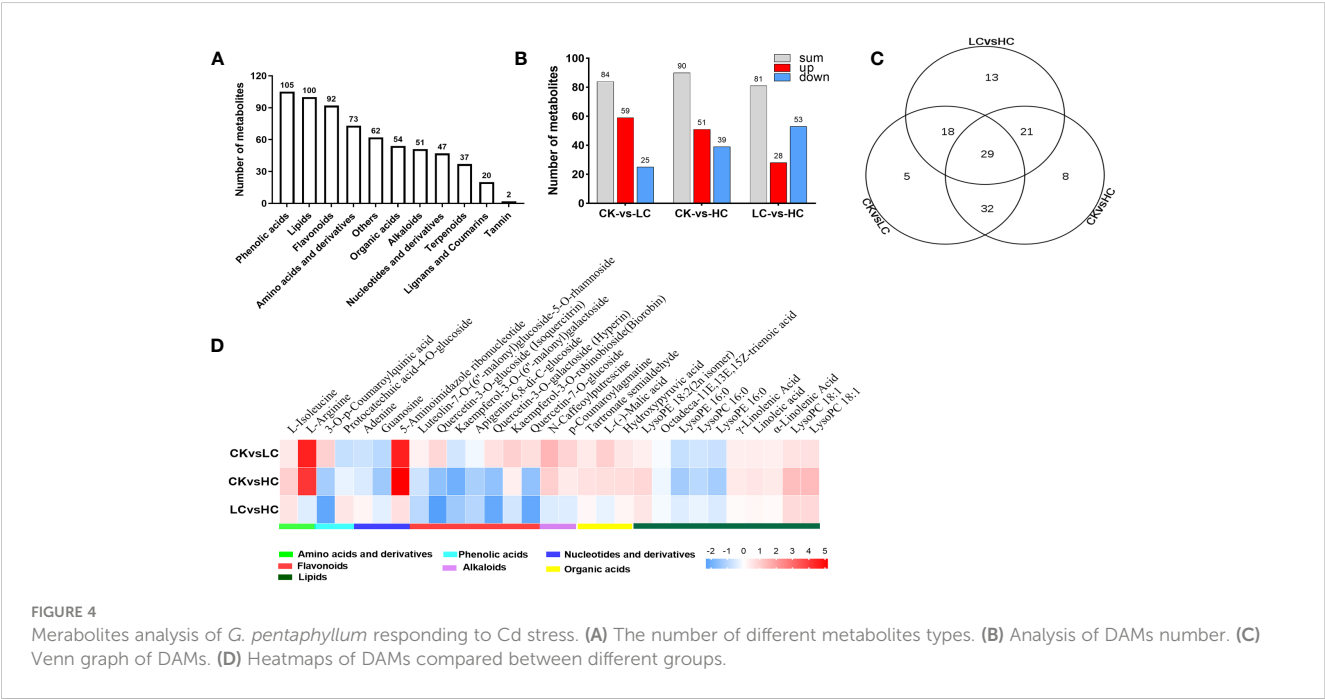 A
Number of metabolites
120
90
60
30
0
105
100
92
73
62
54
51
47
37
20
2
Phenolic acids
Lipids
Flavonoids
Amino acids and derivatives
Others
Organic acids
Alkaloids
Nucleotides and derivatives
Terpenoids
Lignans and Coumarins
Tannin
B
Number of metabolites
100
80
60
40
20
0
84
59
25
90
51
39
81
28
53
CK-vs-LC
CK-vs-HC
LC-vs-HC
sum
up
down
C
LCvsHC
13
18
21
29
5
8
32
CKvsLC
CKvsHC
D
L-Isoleucine
L-Arginine
3-O-p-Coumaroylquinic acid
Protocatechuic acid-4-O-glucoside
Adenine
Guanosine
5-Aminoimidazole ribonucleotide
Luteolin-7-O-(6''-malonyl)glucoside-5-O-rhamnoside
Quercetin-3-O-glucoside (Isoquercitrin)
Kaempferol-3-O-(6''-malonyl)galactoside
Apigenin-6,8-di-C-glucoside
Quercetin-3-O-galactoside (Hyperin)
Kaempferol-3-O-robinobioside(Biorobin)
Quercetin-7-O-glucoside
N-Caffeoylputrescine
p-Coumaroylagmatine
Tartronate semialdehyde
L-(-)-Malic acid
Hydroxypyruvic acid
LysoPE 18:2(2n isomer)
Octadeca-11E,13E,15Z-trienoic acid
LysoPE 16:0
LysoPC 16:0
LysoPE 16:0
γ-Linolenic Acid
Linoleic acid
α-Linolenic Acid
LysoPC 18:1
LysoPC 18:1
CKvsLC
CKvsHC
LCvsHC
Amino acids and derivatives
Phenolic acids
Nucleotides and derivatives
Flavonoids
Alkaloids
Organic acids
Lipids
-2 -1 0 1 2 3 4 5
FIGURE 4
Merabolites analysis of G. pentaphyllum responding to Cd stress. (A) The number of different metabolites types. (B) Analysis of DAMs number. (C)
Venn graph of DAMs. (D) Heatmaps of DAMs compared between different groups.